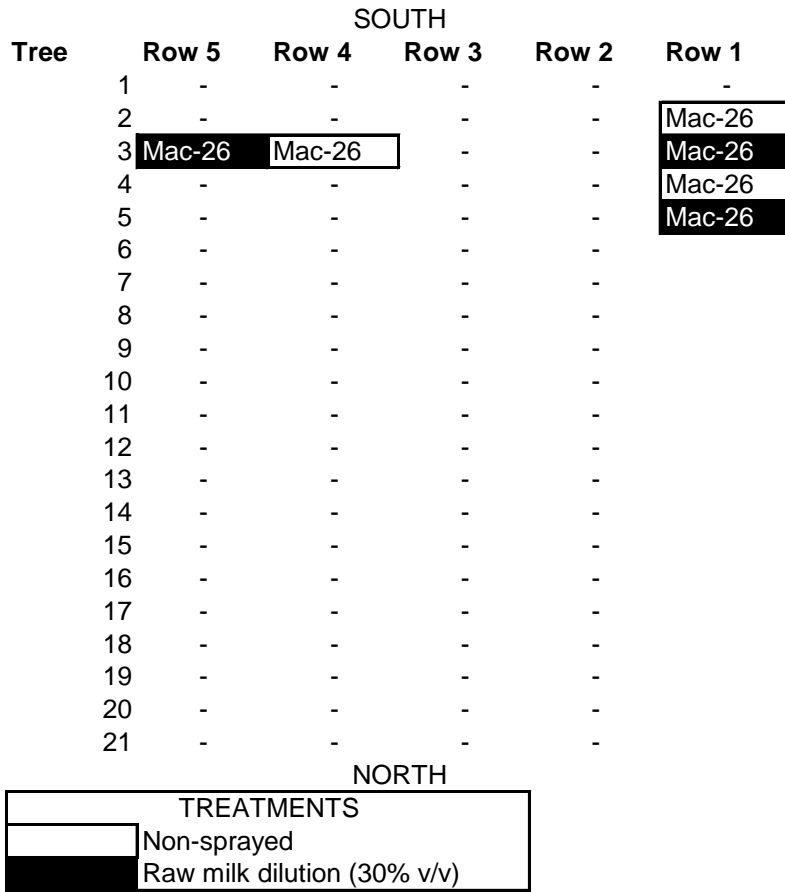 SOUTH
Tree Row 5 Row 4 Row 3 Row 2 Row 1
1 - - - - -
2 - - - - Mac-26
3 Mac-26 Mac-26 - - Mac-26
4 - - - - Mac-26
5 - - - - Mac-26
6 - - - -
7 - - - -
8 - - - -
9 - - - -
10 - - - -
11 - - - -
12 - - - -
13 - - - -
14 - - - -
15 - - - -
16 - - - -
17 - - - -
18 - - - -
19 - - - -
20 - - - -
21 - - - -
NORTH
TREATMENTS
Non-sprayed
Raw milk dilution (30% v/v)